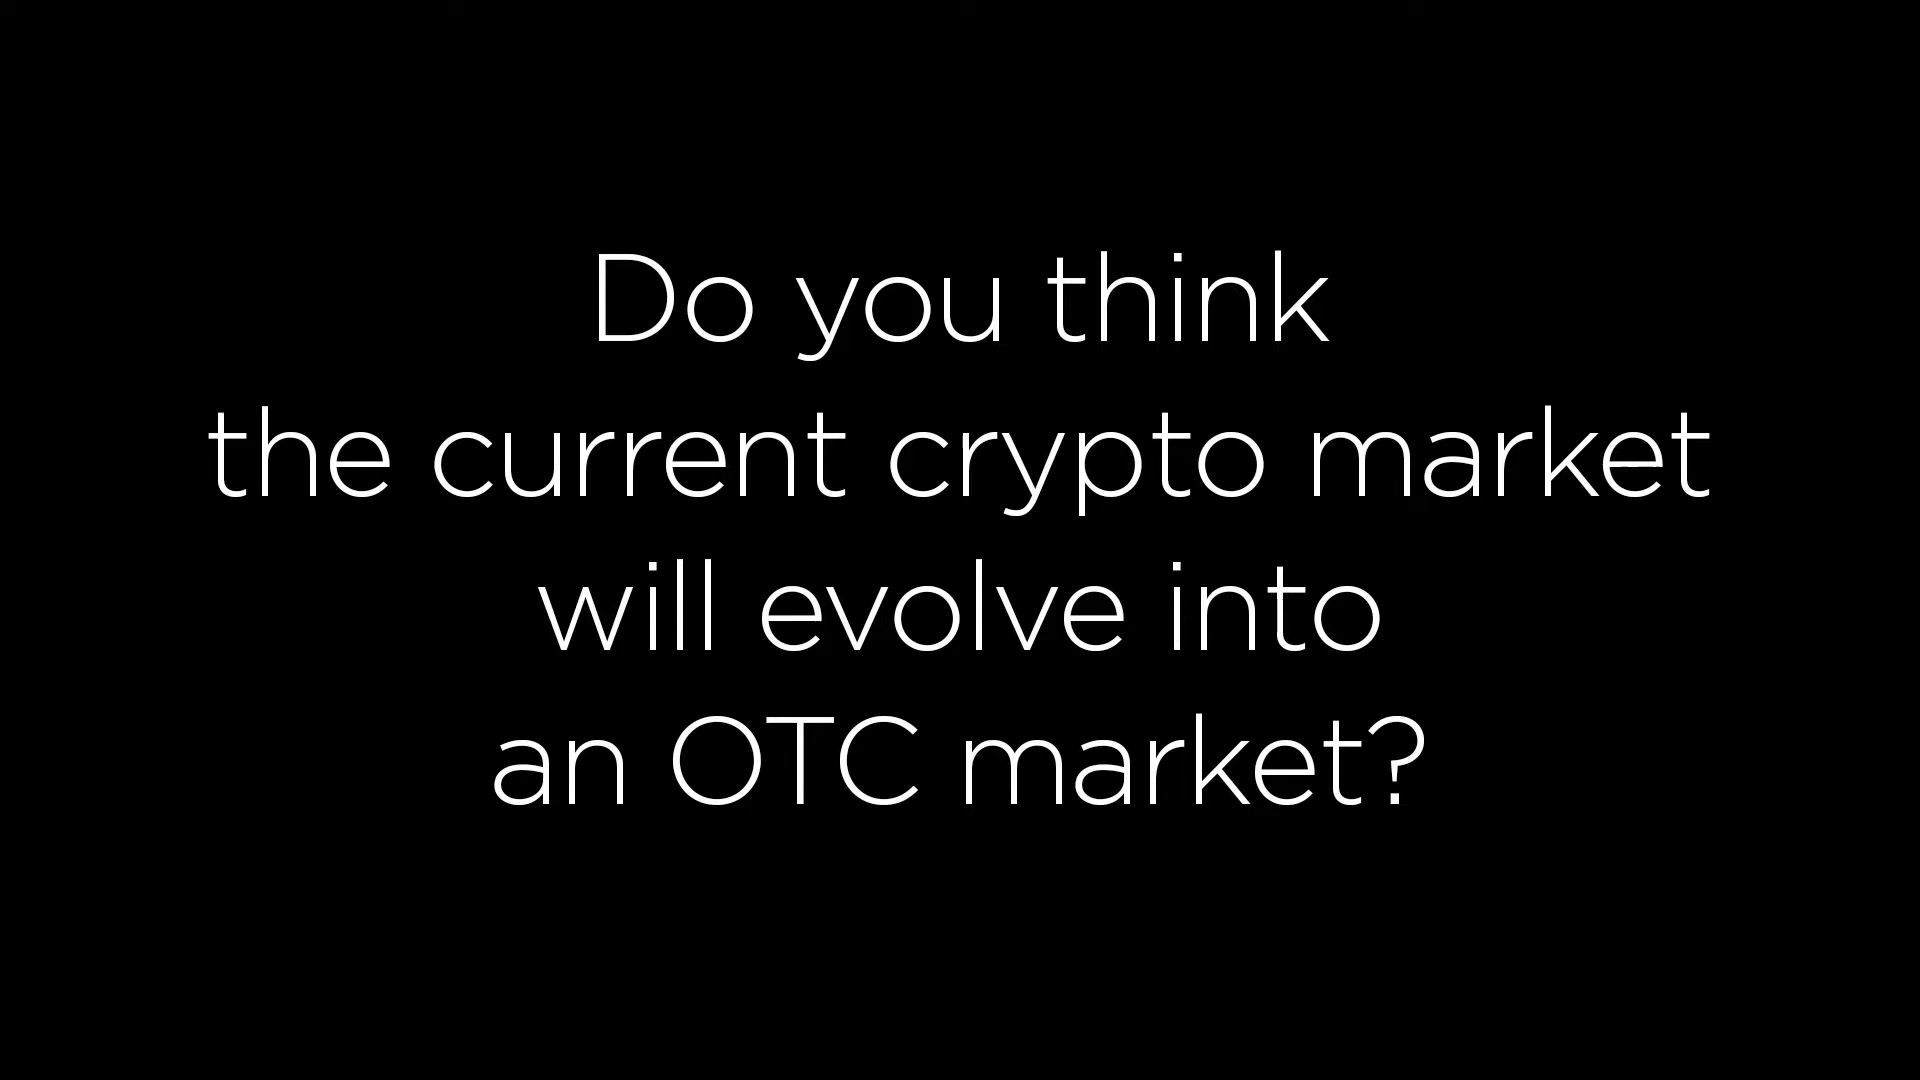 Do you think
the current crypto market
will evolve into
an OTC market?